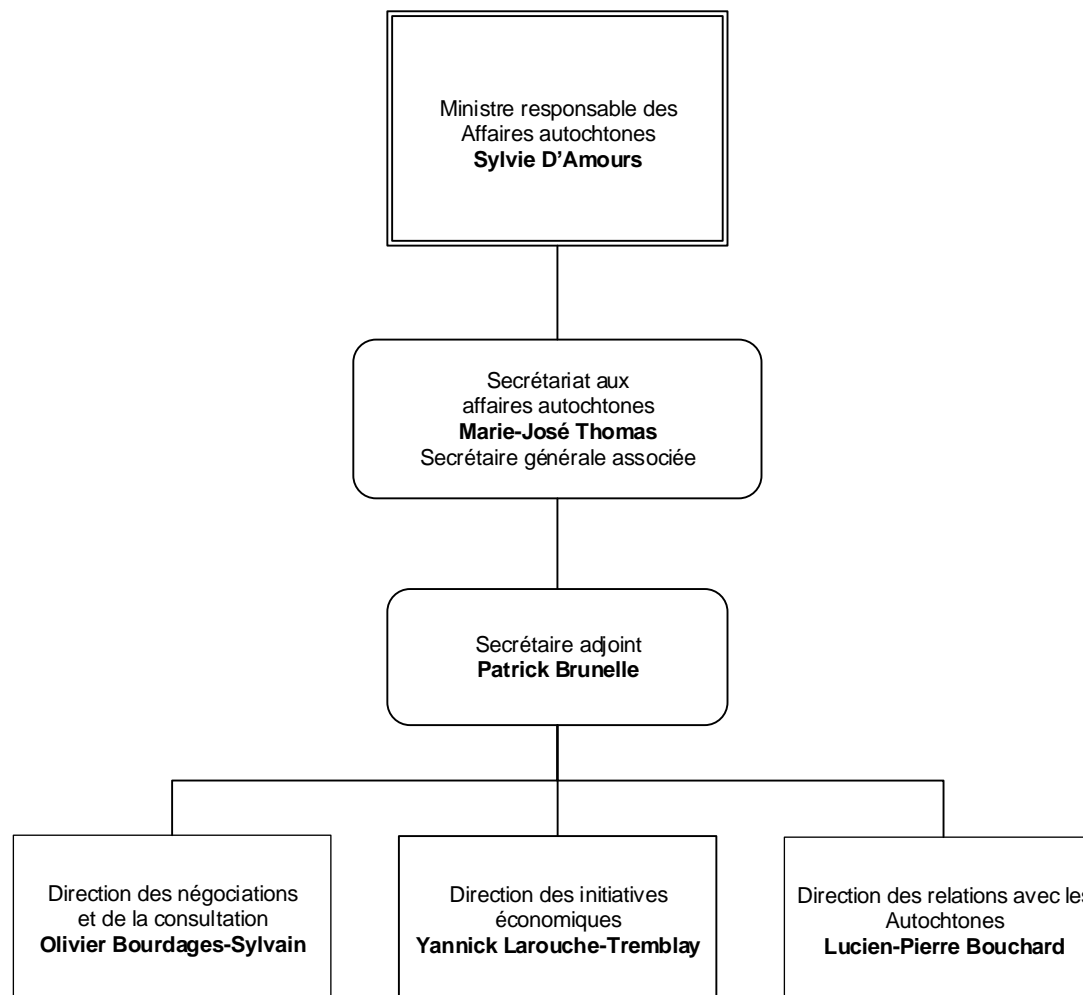 Ministre responsable des
Affaires autochtones
Sylvie D'Amours
Secrétariat aux
affaires autochtones
Marie-José Thomas
Secrétaire générale associée
Secrétaire adjoint
Patrick Brunelle
Direction des négociations
et de la consultation
Olivier Bourdages-Sylvain
Direction des initiatives
économiques
Yannick Larouche-Tremblay
Direction des relations avec les
Autochtones
Lucien-Pierre Bouchard